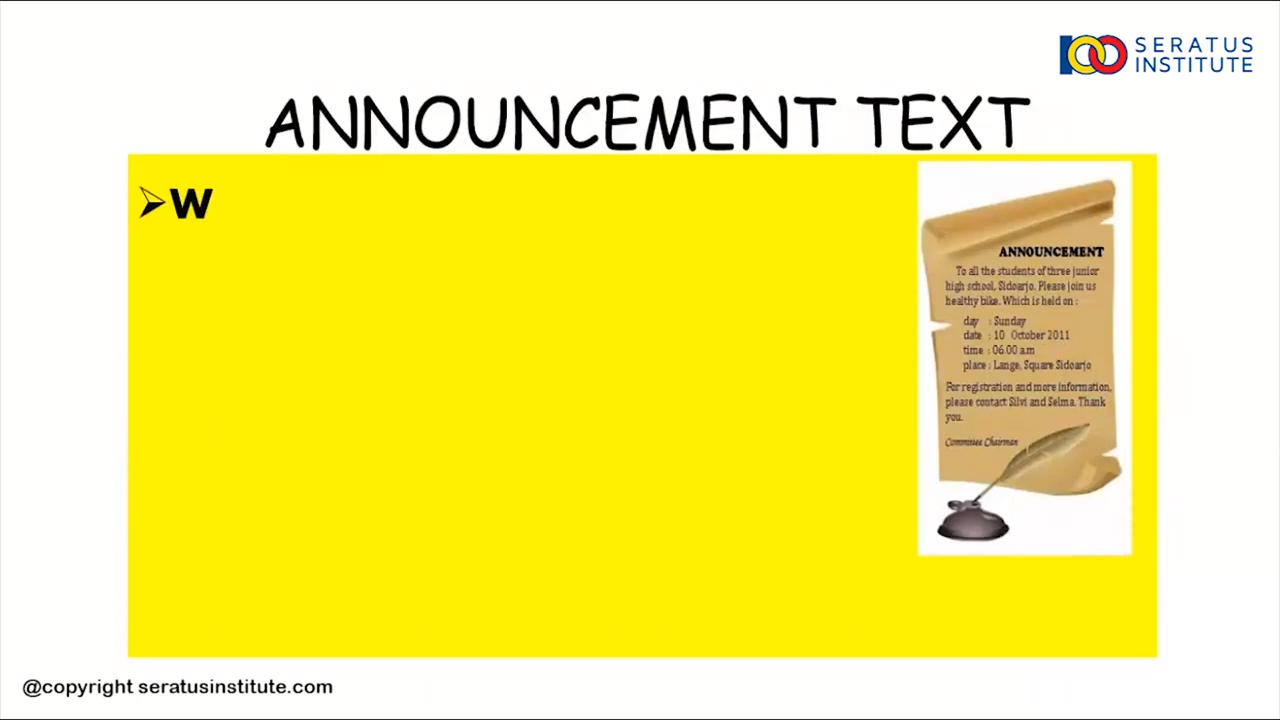 SERATUS
INSTITUTE
ANNOUNCEMENT TEXT
➢W
ANNOUNCEMENT
To all the students of three junior
high school, Sidoarjo. Please join us
healthy bike. Which is held on :
day : Sunday
date : 10 October 2011
time : 06.00 a.m
place : Lange, Square Sidoarjo
For registration and more information,
please contact Silvi and Selma. Thank
you.
Committee Chairman
@copyright seratusinstitute.com